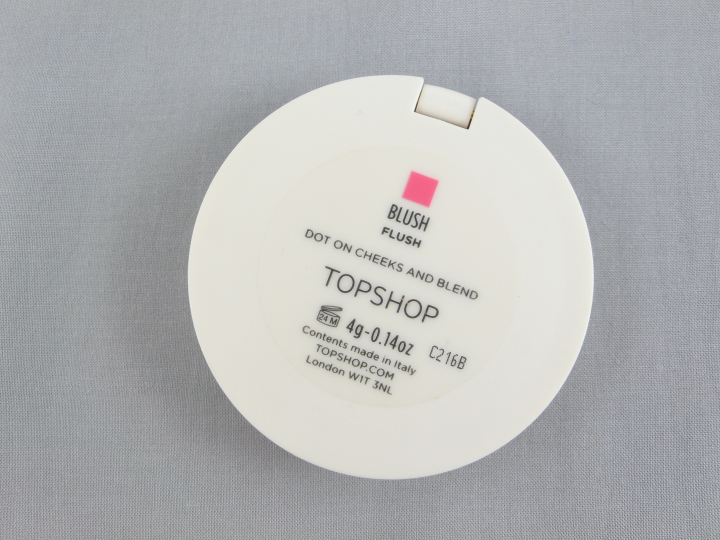 BLUSH
FLUSH
DOT ON CHEEKS AND BLEND
TOPSHOP
24 M 4g-0.14oz C216B
Contents made in Italy
TOPSHOP.COM
London W1T 3NL